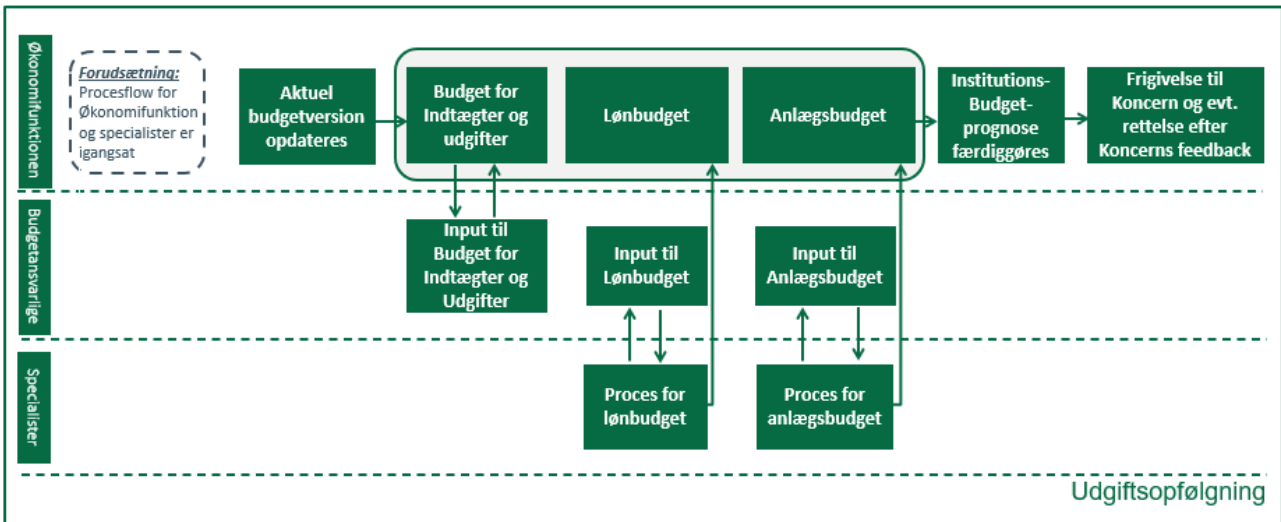 Økonomifunktionen
Forudsætning:
Procesflow for
Økonomifunktion
og specialister er
igangsat
Aktuel
budgetversion
opdateres
Budget for
Indtægter og
udgifter
Lønbudget
Anlægsbudget
Institutions-
Budget-
prognose
færdiggøres
Frigivelse til
Koncern og evt.
rettelse efter
Koncerns feedback
Budgetansvarlige
Input til
Budget for
Indtægter og
Udgifter
Input til
Lønbudget
Input til
Anlægsbudget
Specialister
Proces for
lønbudget
Proces for
anlægsbudget
Udgiftsopfølgning